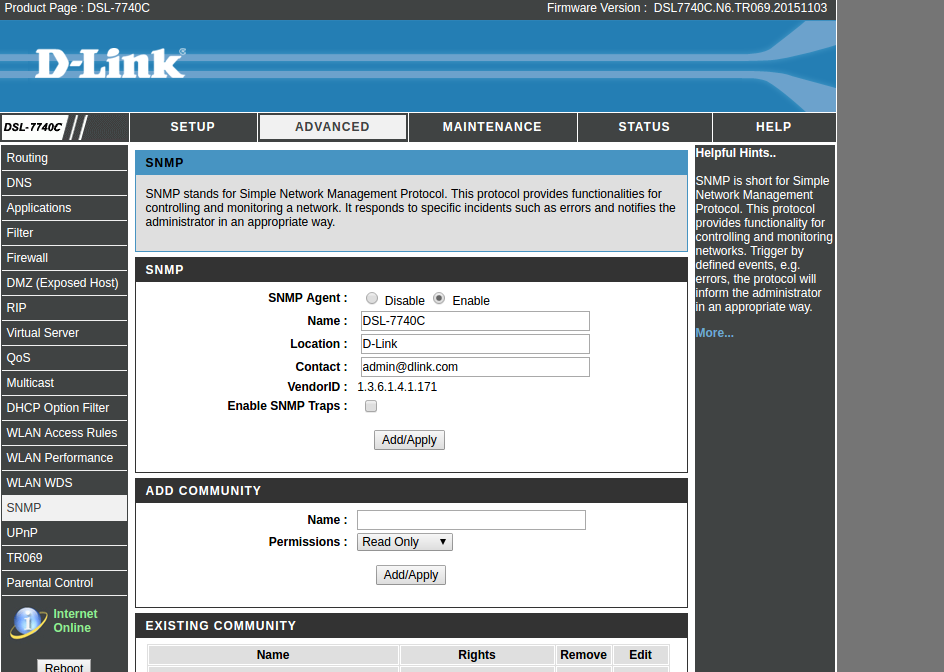 Product Page : DSL-7740C
Firmware Version : DSL7740C.N6.TR069.20151103
D-Link®
DSL-7740C
SETUP
ADVANCED
MAINTENANCE
STATUS
HELP
Routing
DNS
Applications
Filter
Firewall
DMZ (Exposed Host)
RIP
Virtual Server
QoS
Multicast
DHCP Option Filter
WLAN Access Rules
WLAN Performance
WLAN WDS
SNMP
UPnP
TR069
Parental Control
Internet
Online
Reboot
SNMP
SNMP stands for Simple Network Management Protocol. This protocol provides functionalities for
controlling and monitoring a network. It responds to specific incidents such as errors and notifies the
administrator in an appropriate way.
SNMP
SNMP Agent : Disable Enable
Name : DSL-7740C
Location : D-Link
Contact : admin@dlink.com
VendorID : 1.3.6.1.4.1.171
Enable SNMP Traps :
Add/Apply
ADD COMMUNITY
Name :
Permissions : Read Only
Add/Apply
EXISTING COMMUNITY
Name Rights Remove Edit
Helpful Hints..
SNMP is short for Simple
Network Management
Protocol. This protocol
provides functionality for
controlling and monitoring
networks. Trigger by
defined events, e.g.
errors, the protocol will
inform the administrator
in an appropriate way.
More...